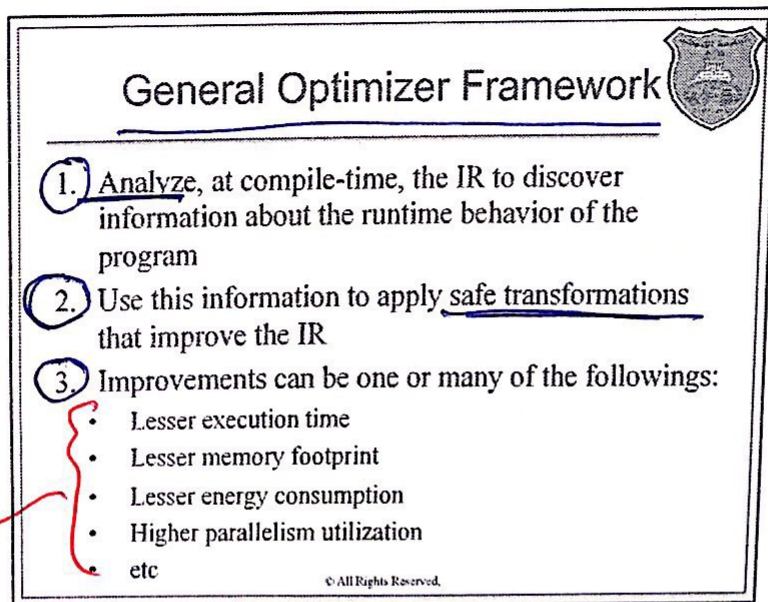 General Optimizer Framework
1. Analyze, at compile-time, the IR to discover
information about the runtime behavior of the
program
2. Use this information to apply safe transformations
that improve the IR
3. Improvements can be one or many of the followings:
• Lesser execution time
• Lesser memory footprint
• Lesser energy consumption
• Higher parallelism utilization
• etc
© All Rights Reserved,